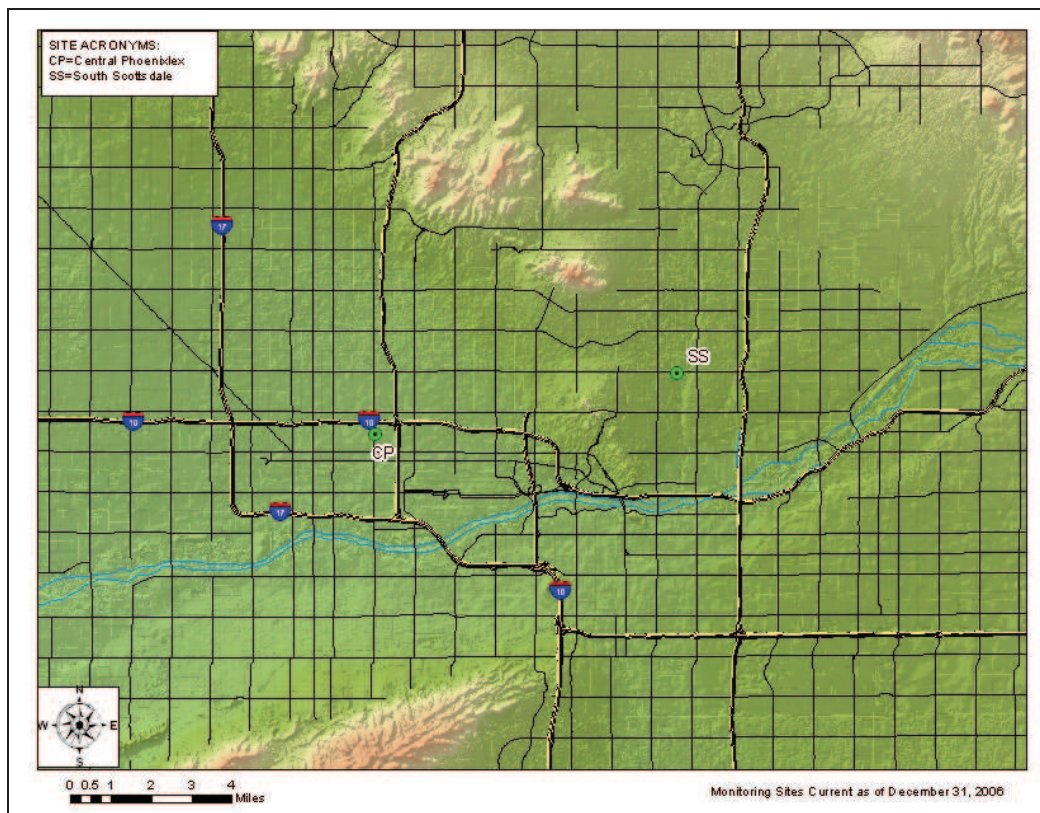 SITE ACRONYMS:
CP=Central Phoenixlex
SS=South Scottsdale
17
SS
10
10
CP
17
10
N
W E
S
0 0.5 1 2 3 4
Miles
Monitoring Sites Current as of December 31, 2006